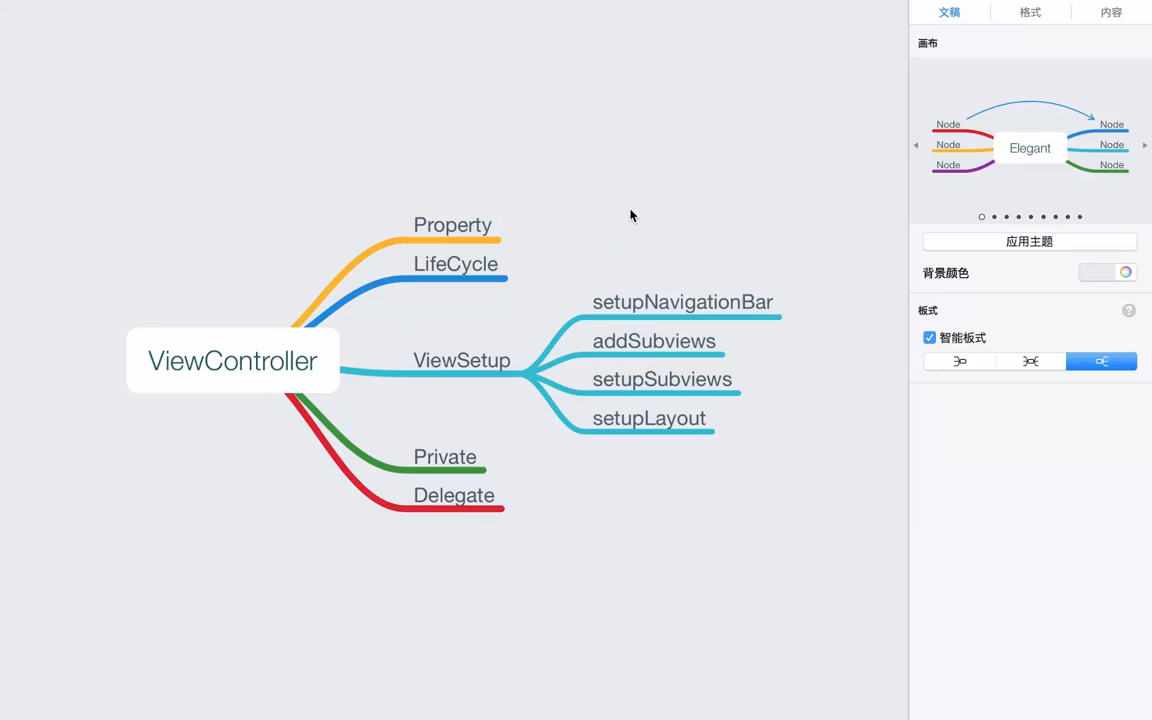 文稿
格式
内容
画布
Node
Node
Node
Elegant
Node
Node
Node
应用主题
背景颜色
板式
?
智能板式
ViewController
Property
LifeCycle
ViewSetup
setupNavigationBar
addSubviews
setupSubviews
setupLayout
Private
Delegate